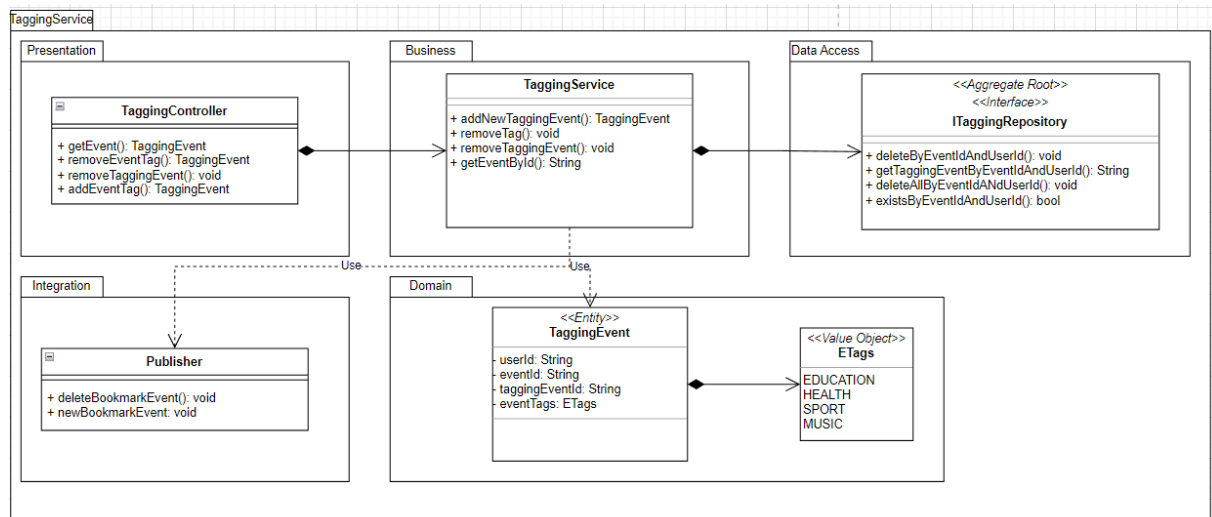 TaggingService
Presentation
TaggingController
+ getEvent(): TaggingEvent
+ removeEventTag(): TaggingEvent
+ removeTaggingEvent(): void
+ addEventTag(): TaggingEvent
Business
TaggingService
+ addNewTaggingEvent(): TaggingEvent
+ removeTag(): void
+ removeTaggingEvent(): void
+ getEventById(): String
Data Access
<<Aggregate Root>>
<<Interface>>
ITaggingRepository
+ deleteByEventIdAndUserId(): void
+ getTaggingEventByEventIdAndUserId(): String
+ deleteAllByEventIdANdUserId(): void
+ existsByEventIdAndUserId(): bool
Use
Use
Integration
Publisher
+ deleteBookmarkEvent(): void
+ newBookmarkEvent: void
Domain
<<Entity>>
TaggingEvent
- userId: String
- eventId: String
- taggingEventId: String
- eventTags: ETags
<<Value Object>>
ETags
EDUCATION
HEALTH
SPORT
MUSIC